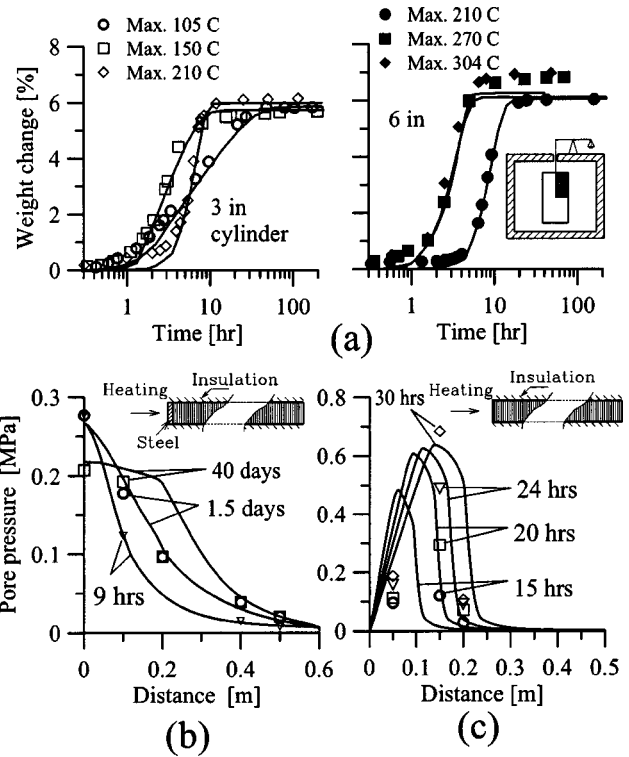 Max. 105 C
Max. 150 C
Max. 210 C
Max. 210 C
Max. 270 C
Max. 304 C
Weight change [%]
8
6
4
2
0
3 in
cylinder
6 in
1 10 100
Time [hr]
1 10 100
Time [hr]
(a)
Heating
Insulation
Steel
0.3
0.2
0.1
0
Pore pressure [MPa]
40 days
1.5 days
9 hrs
0 0.2 0.4 0.6
Distance [m]
(b)
0.8
0.6
0.4
0.2
0
30 hrs
Heating
Insulation
24 hrs
20 hrs
15 hrs
0 0.1 0.2 0.3 0.4 0.5
Distance [m]
(c)